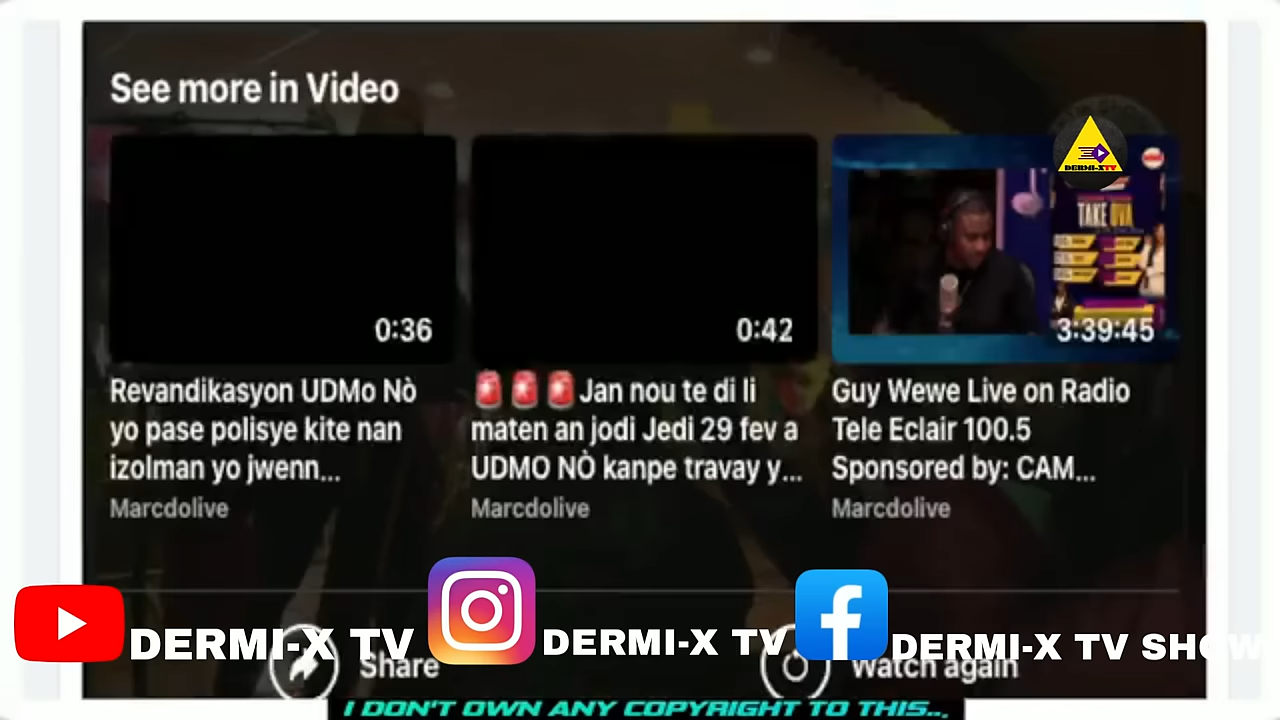 See more in Video
DERMI-XTV
TAKE OVA
0:36
0:42
3:39:45
Revandikasyon UDMo Nò
yo pase polisye kite nan
izolman yo jwenn...
Marcdolive
🚨🚨🚨Jan nou te di li
maten an jodi Jedi 29 fev a
UDMO NÒ kanpe travay y...
Marcdolive
Guy Wewe Live on Radio
Tele Eclair 100.5
Sponsored by: CAM...
Marcdolive
DERMI-X TV
DERMI-X TV
DERMI-X TV SHOW
Share
Watch again
I DON'T OWN ANY COPYRIGHT TO THIS...